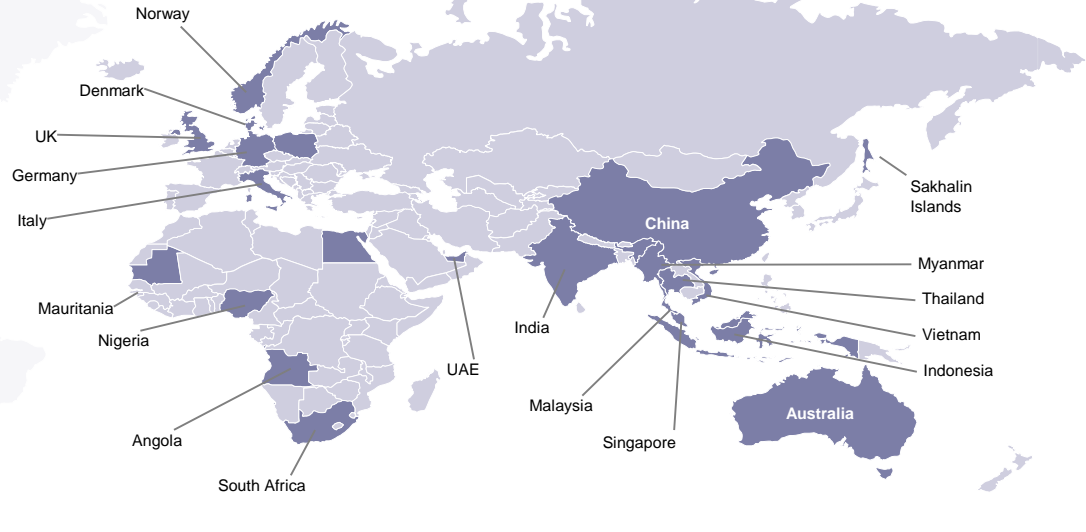 Norway
Denmark
UK
Germany
Italy
Sakhalin
Islands
China
Myanmar
Thailand
Mauritania
Vietnam
India
Nigeria
UAE
Indonesia
Malaysia
Australia
Angola
Singapore
South Africa